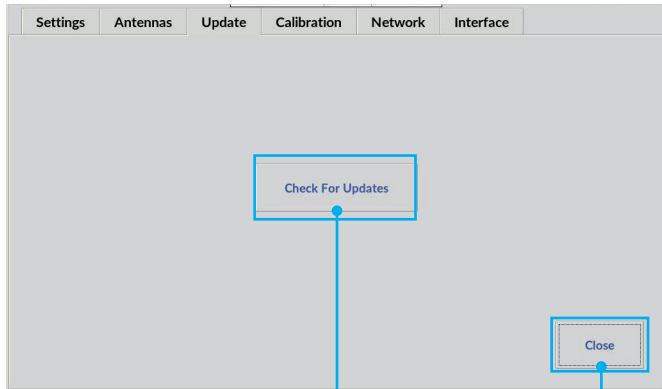 Settings Antennas Update Calibration Network Interface
Check For Updates
Close